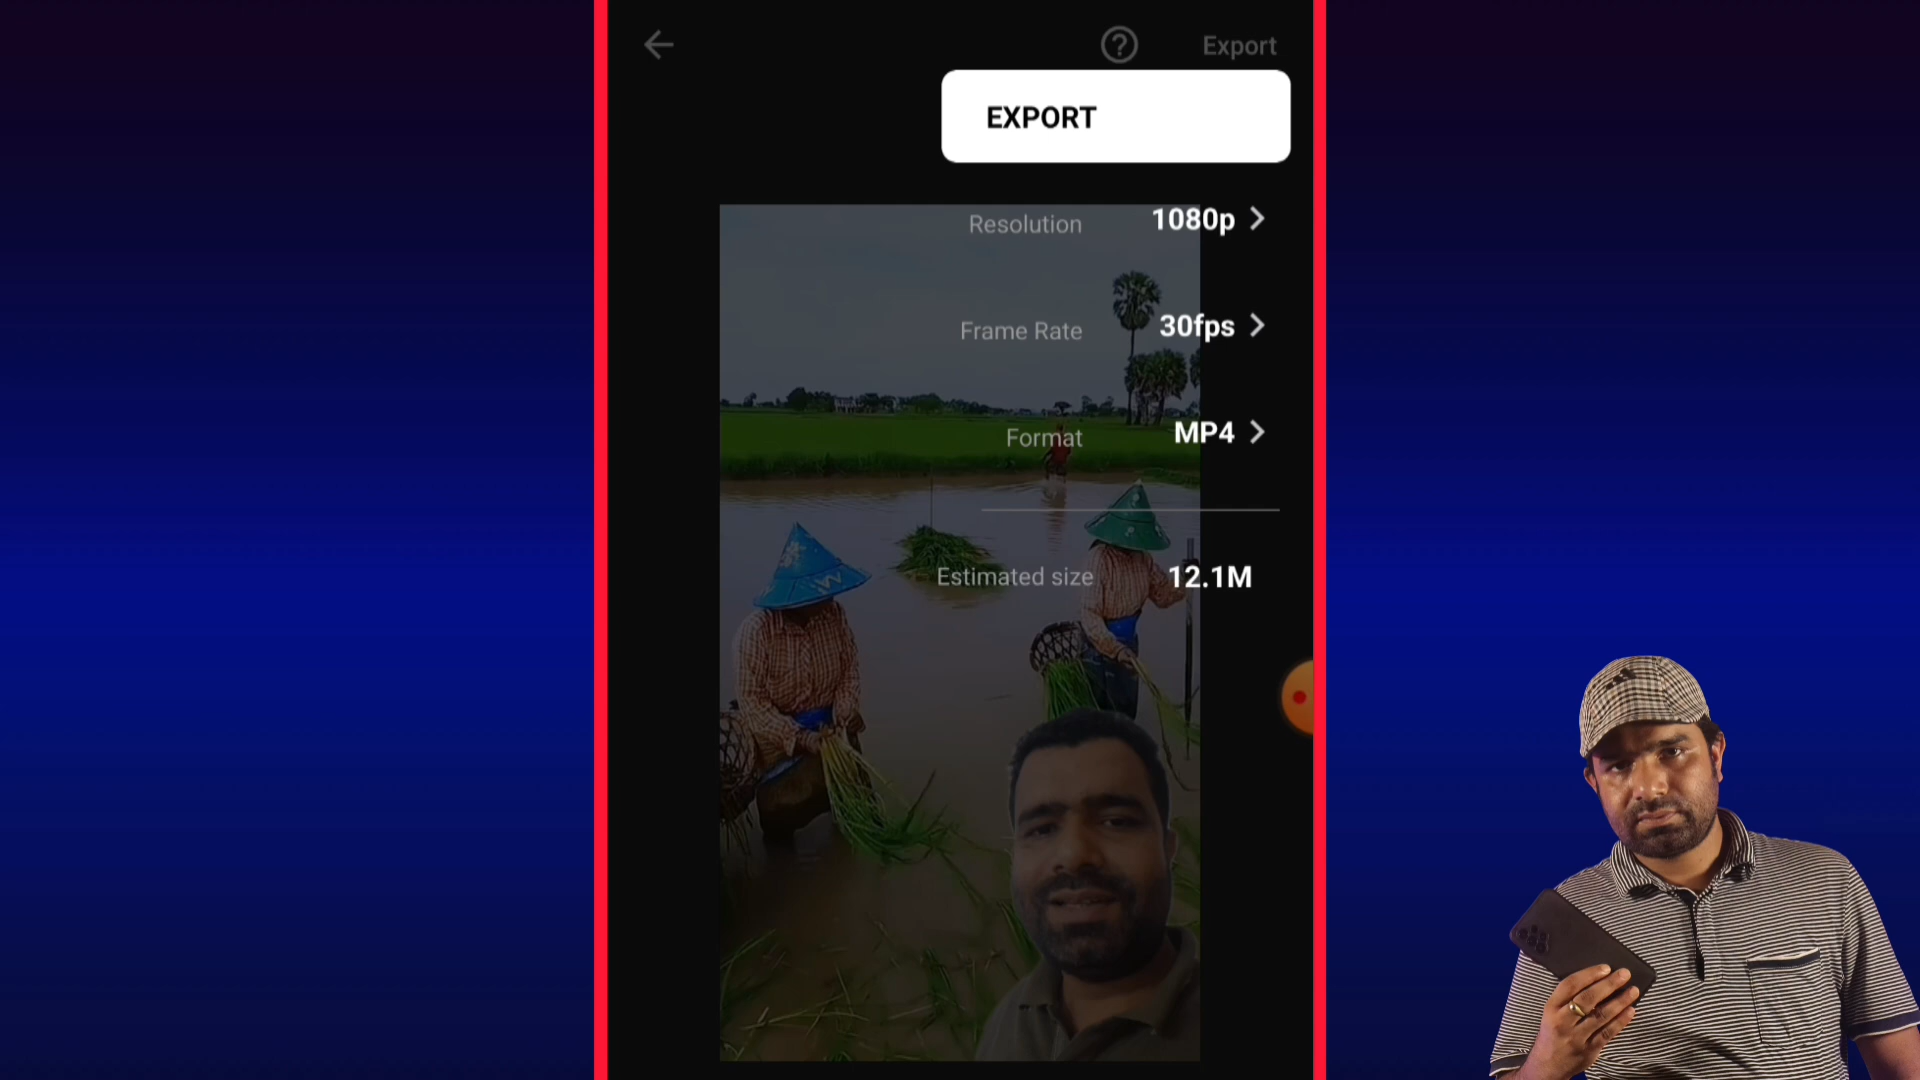 Export
EXPORT
Resolution 1080p
Frame Rate 30fps
Format MP4
Estimated size 12.1M